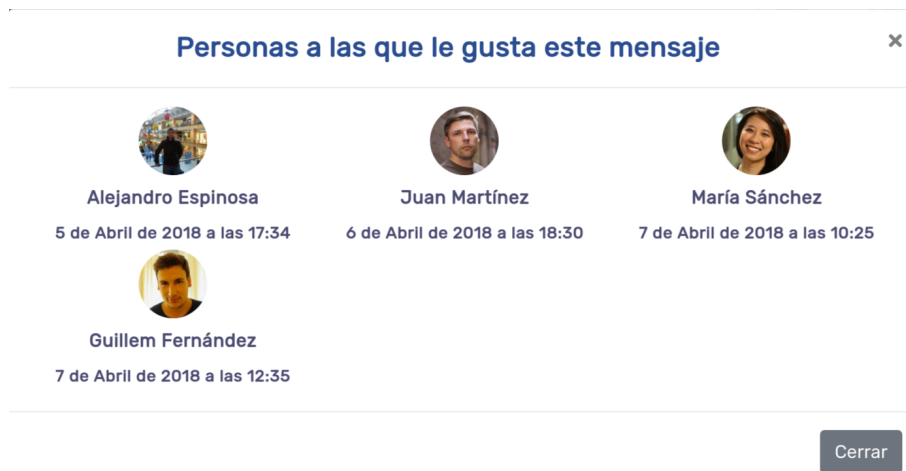 Personas a las que le gusta este mensaje
×
Alejandro Espinosa
5 de Abril de 2018 a las 17:34
Juan Martínez
6 de Abril de 2018 a las 18:30
María Sánchez
7 de Abril de 2018 a las 10:25
Guillem Fernández
7 de Abril de 2018 a las 12:35
Cerrar